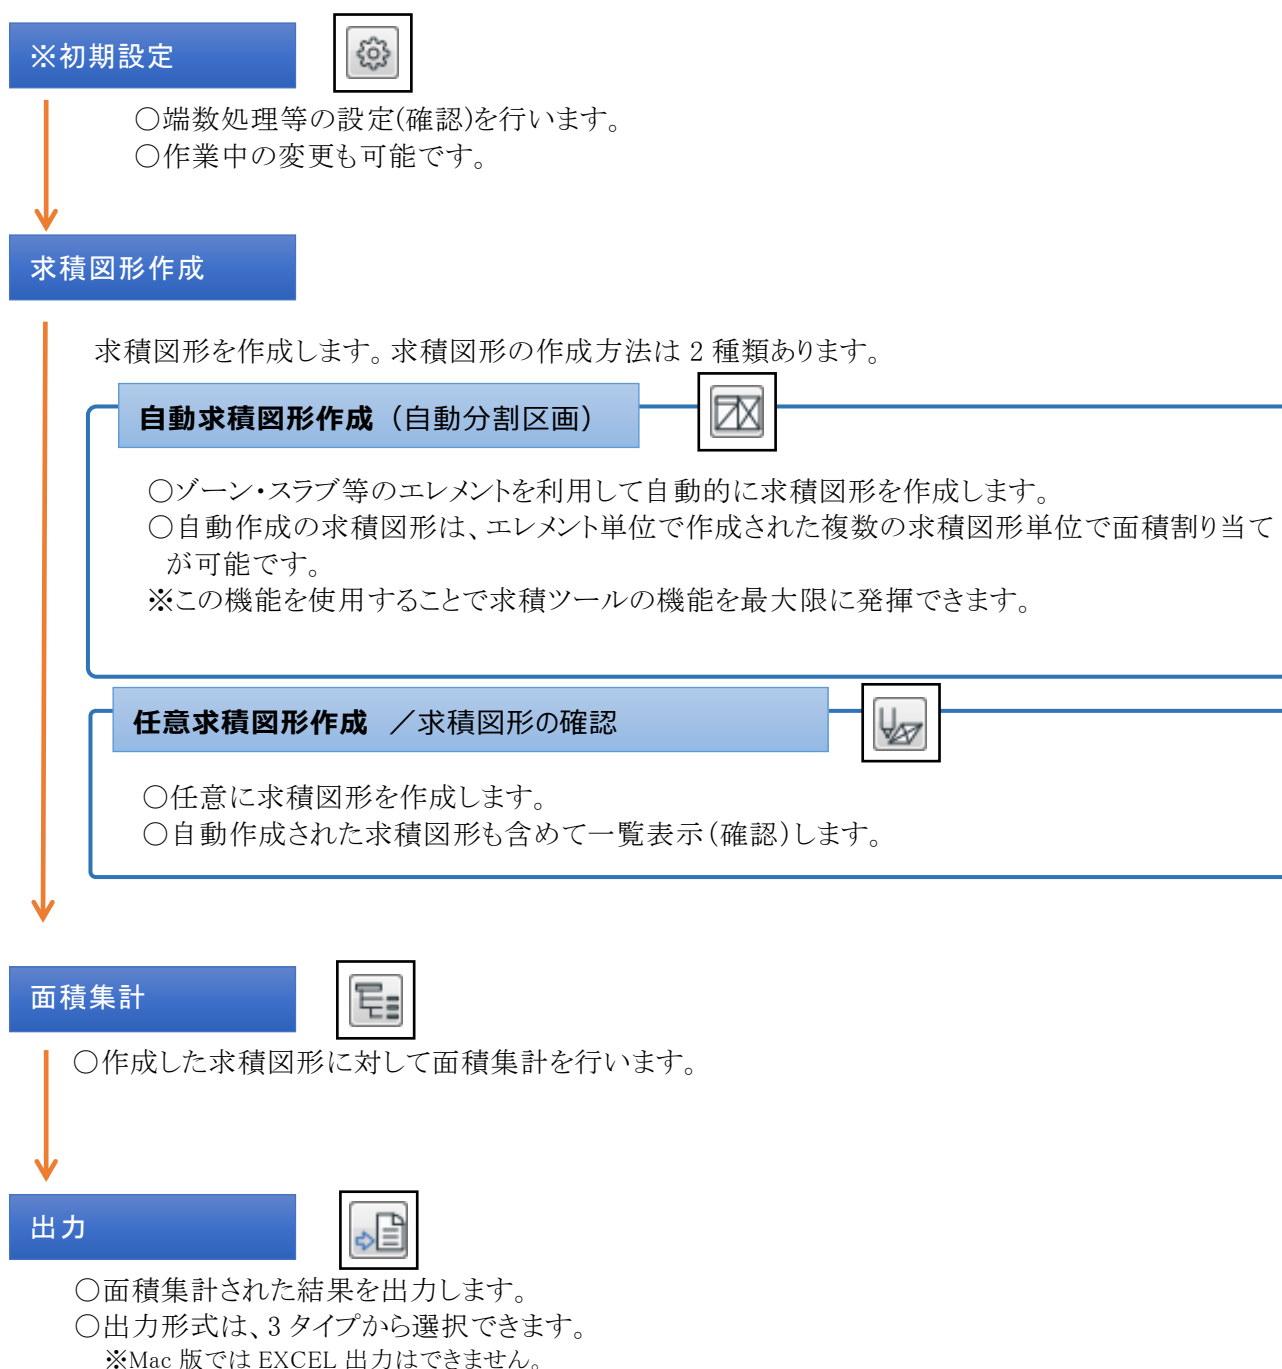 ※初期設定
○端数処理等の設定(確認)を行います。
○作業中の変更も可能です。
求積図形作成
求積図形を作成します。求積図形の作成方法は 2 種類あります。
自動求積図形作成（自動分割区画）
○ゾーン・スラブ等のエレメントを利用して自動的に求積図形を作成します。
○自動作成の求積図形は、エレメント単位で作成された複数の求積図形単位で面積割り当て
が可能です。
※この機能を使用することで求積ツールの機能を最大限に発揮できます。
任意求積図形作成 ／求積図形の確認
○任意に求積図形を作成します。
○自動作成された求積図形も含めて一覧表示（確認）します。
面積集計
○作成した求積図形に対して面積集計を行います。
出力
○面積集計された結果を出力します。
○出力形式は、3 タイプから選択できます。
※Mac 版では EXCEL 出力はできません。